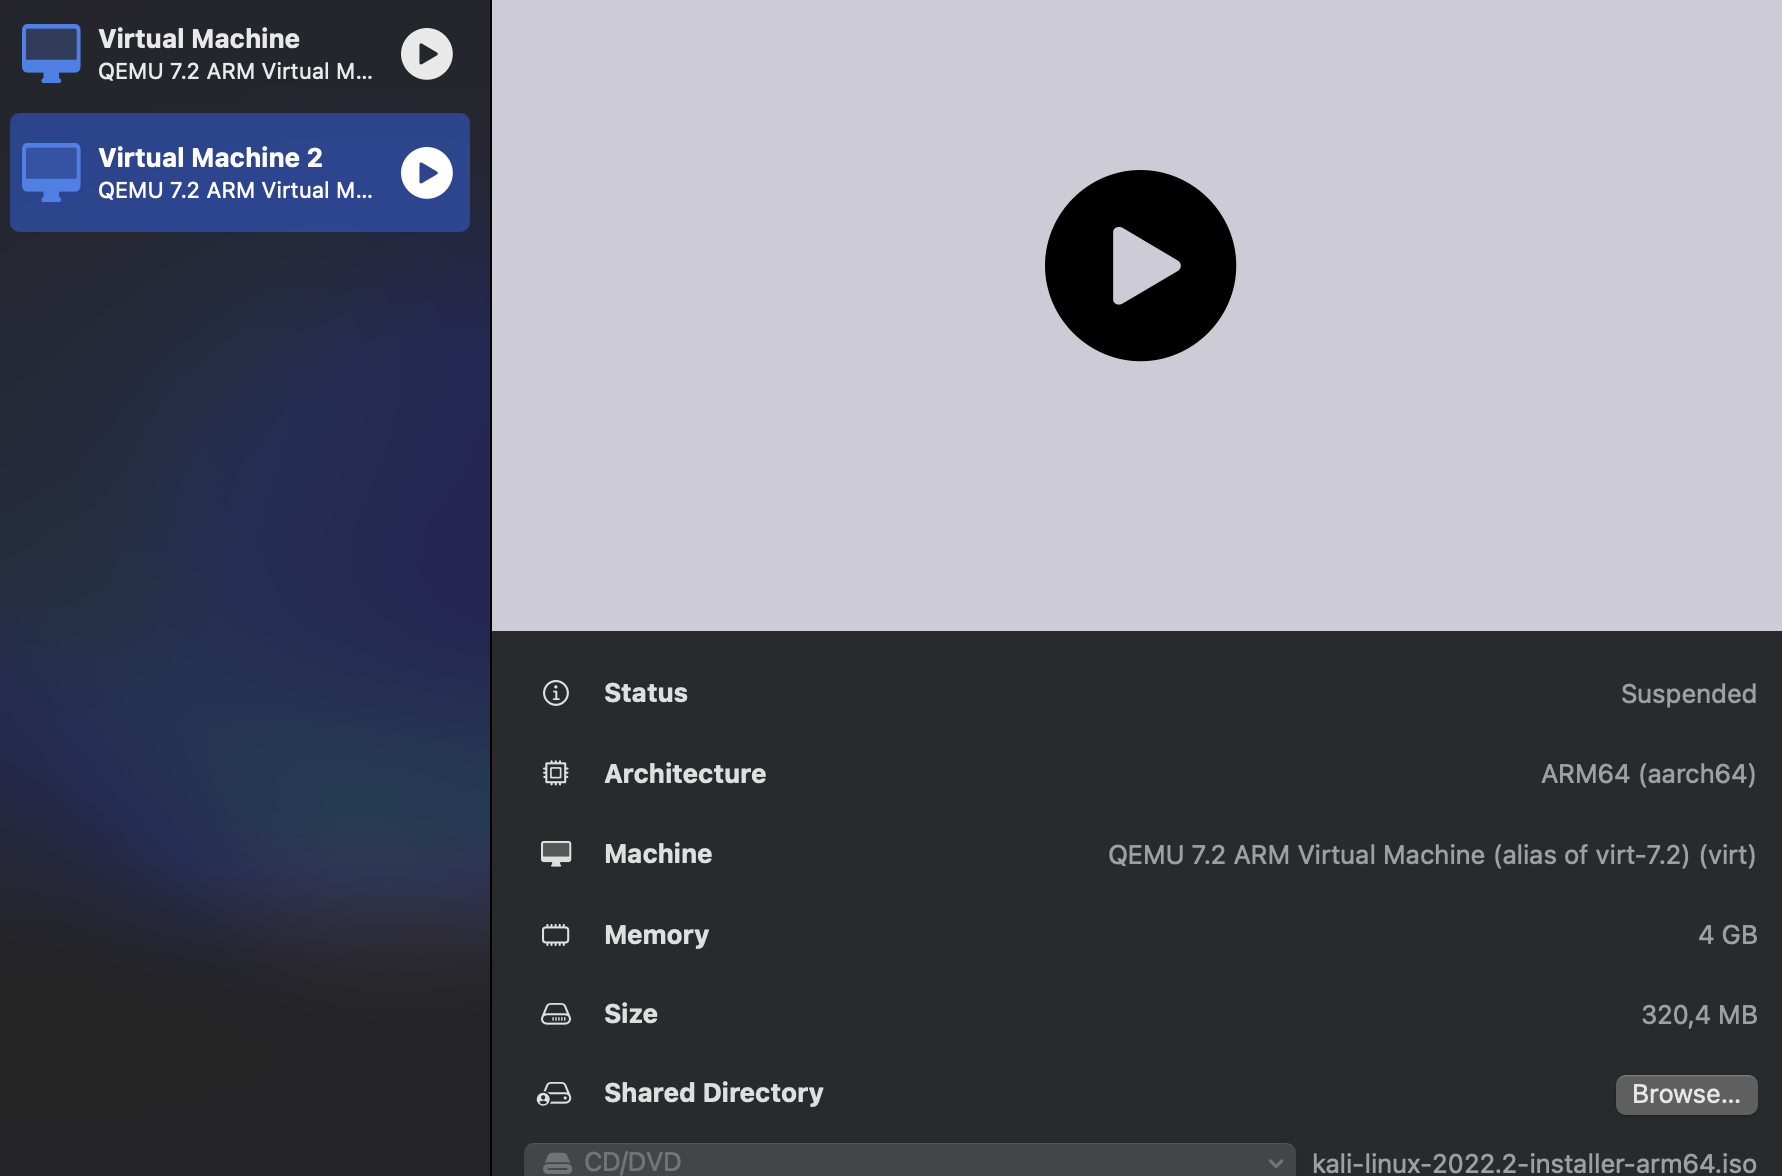 Virtual Machine
QEMU 7.2 ARM Virtual M...
Virtual Machine 2
QEMU 7.2 ARM Virtual M...
Status Suspended
Architecture ARM64 (aarch64)
Machine QEMU 7.2 ARM Virtual Machine (alias of virt-7.2) (virt)
Memory 4 GB
Size 320,4 MB
Shared Directory Browse...
CD/DVD kali-linux-2022.2-installer-arm64.iso